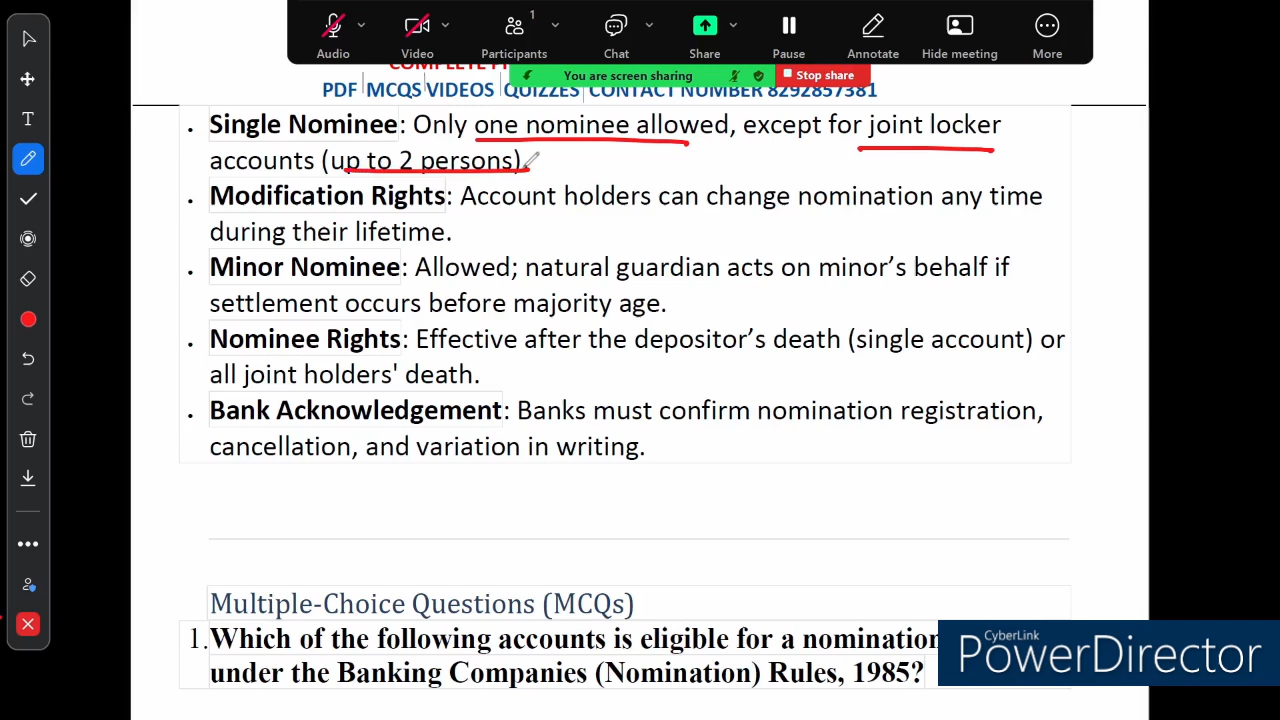 1
Audio
Video
Participants
Chat
Share
Pause
Annotate
Hide meeting
More
You are screen sharing
Stop share
PDF MCQS VIDEOS QUIZZES CONTACT NUMBER 8292857381
• Single Nominee: Only one nominee allowed, except for joint locker
accounts (up to 2 persons)
• Modification Rights: Account holders can change nomination any time
during their lifetime.
• Minor Nominee: Allowed; natural guardian acts on minor’s behalf if
settlement occurs before majority age.
• Nominee Rights: Effective after the depositor’s death (single account) or
all joint holders' death.
• Bank Acknowledgement: Banks must confirm nomination registration,
cancellation, and variation in writing.
Multiple-Choice Questions (MCQs)
1. Which of the following accounts is eligible for a nomination
under the Banking Companies (Nomination) Rules, 1985?
CyberLink
PowerDirector